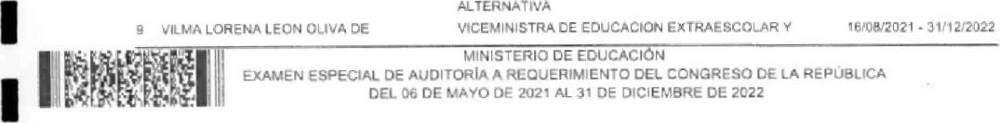 ALTERNATIVA
9 VILMA LORENA LEON OLIVA DE VICEMINISTRA DE EDUCACION EXTRAESCOLAR Y 16/08/2021 - 31/12/2022
MINISTERIO DE EDUCACIÓN
EXAMEN ESPECIAL DE AUDITORÍA A REQUERIMIENTO DEL CONGRESO DE LA REPÚBLICA
DEL 06 DE MAYO DE 2021 AL 31 DE DICIEMBRE DE 2022